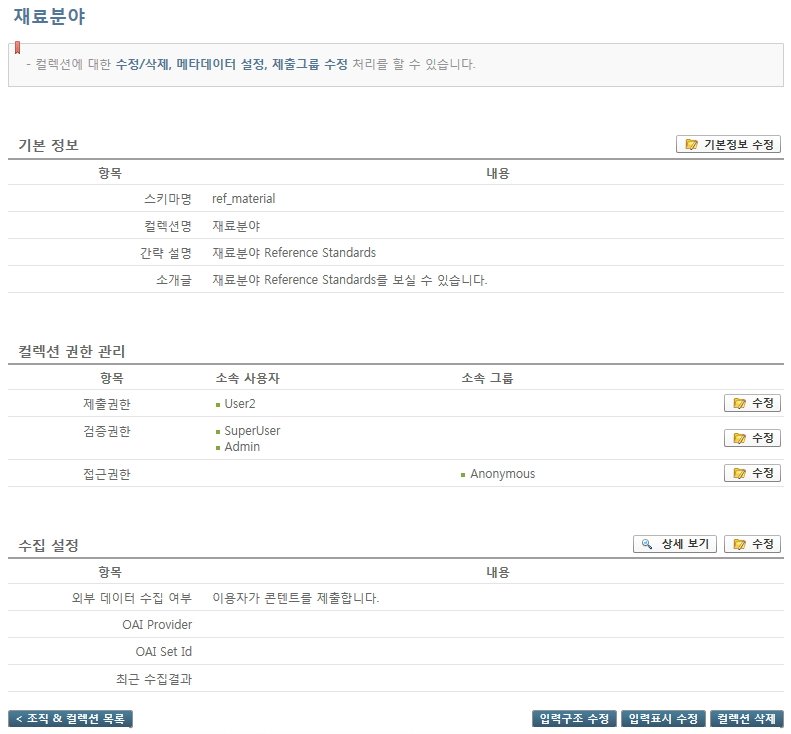 재료분야
- 컬렉션에 대한 수정/삭제, 메타데이터 설정, 제출그룹 수정 처리를 할 수 있습니다.
기본 정보 기본정보 수정
항목 내용
스키마명 ref_material
컬렉션명 재료분야
간략 설명 재료분야 Reference Standards
소개글 재료분야 Reference Standards를 보실 수 있습니다.
컬렉션 권한 관리
항목 소속 사용자 소속 그룹
제출권한 User2 수정
검증권한 SuperUser 수정
Admin
접근권한 Anonymous 수정
수집 설정 상세 보기 수정
항목 내용
외부 데이터 수집 여부 이용자가 콘텐트를 제출합니다.
OAI Provider
OAI Set Id
최근 수집결과
< 조직 & 컬렉션 목록 입력구조 수정 입력표시 수정 컬렉션 삭제